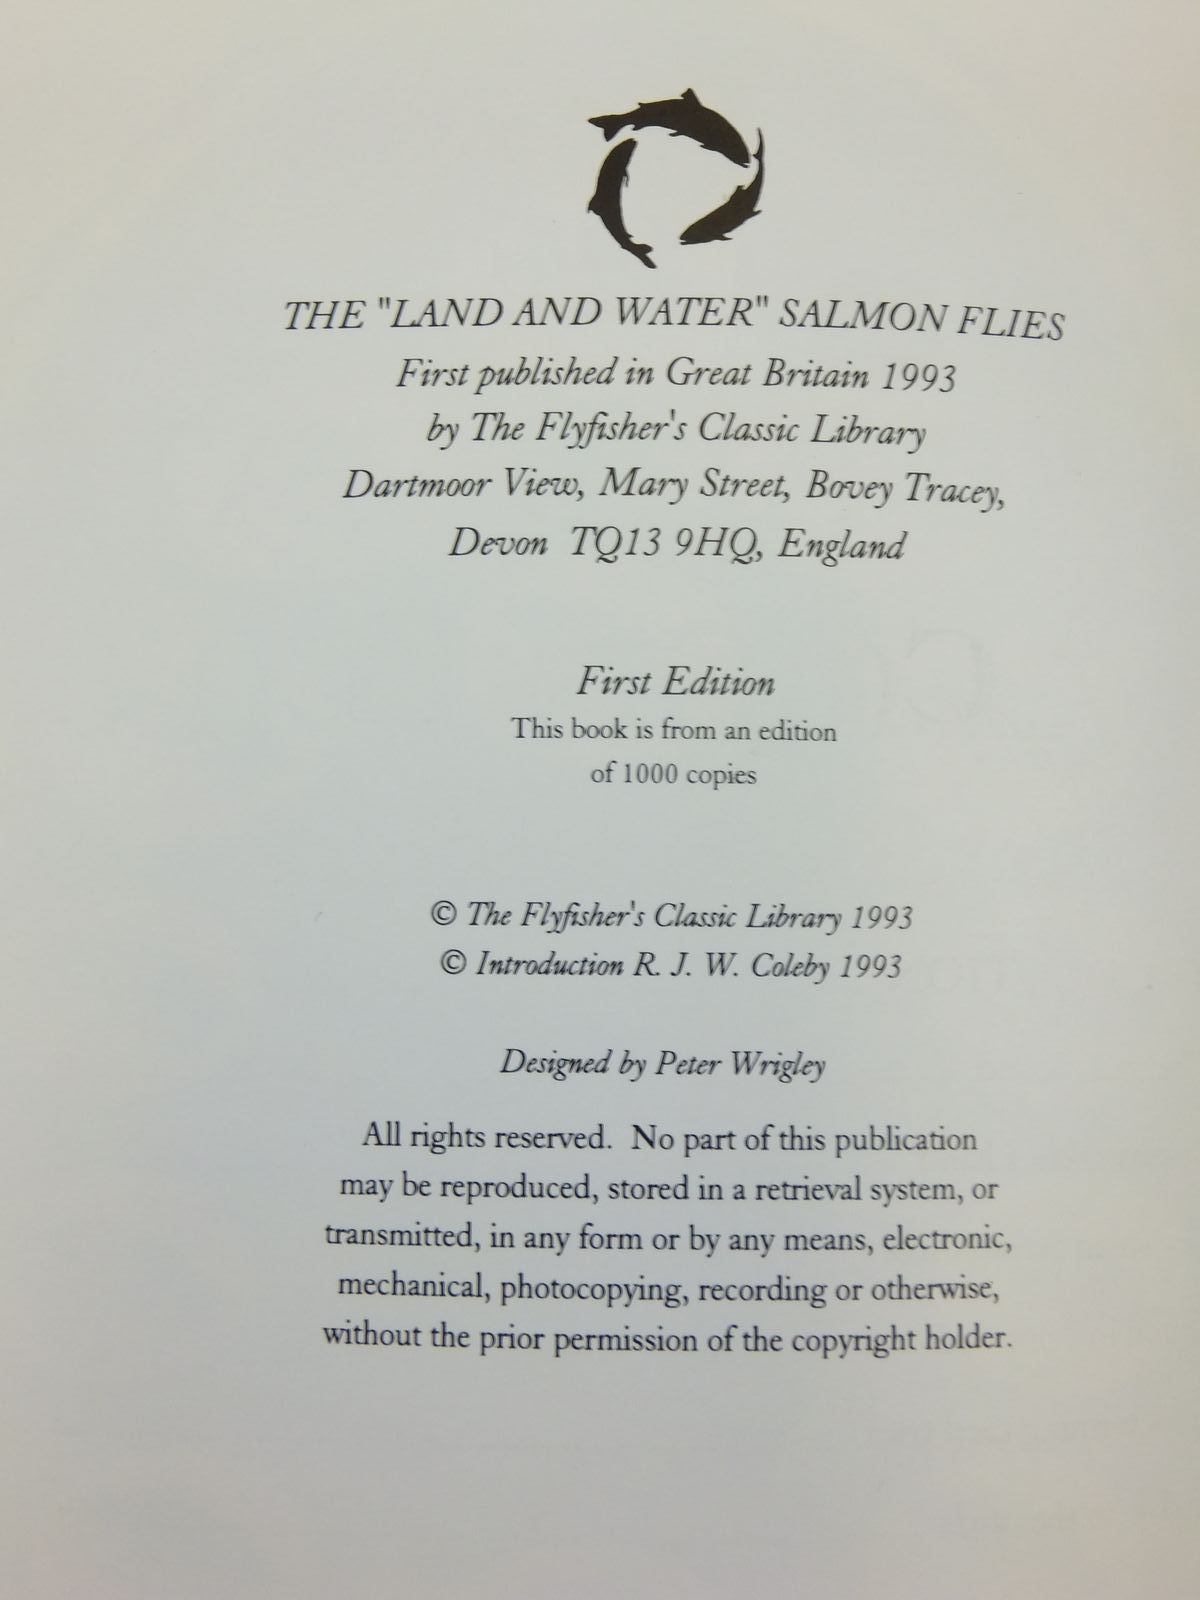 THE "LAND AND WATER" SALMON FLIES
First published in Great Britain 1993
by The Flyfisher's Classic Library
Dartmoor View, Mary Street, Bovey Tracey,
Devon TQ13 9HQ, England
First Edition
This book is from an edition
of 1000 copies
© The Flyfisher's Classic Library 1993
© Introduction R. J. W. Coleby 1993
Designed by Peter Wrigley
All rights reserved. No part of this publication
may be reproduced, stored in a retrieval system, or
transmitted, in any form or by any means, electronic,
mechanical, photocopying, recording or otherwise,
without the prior permission of the copyright holder.